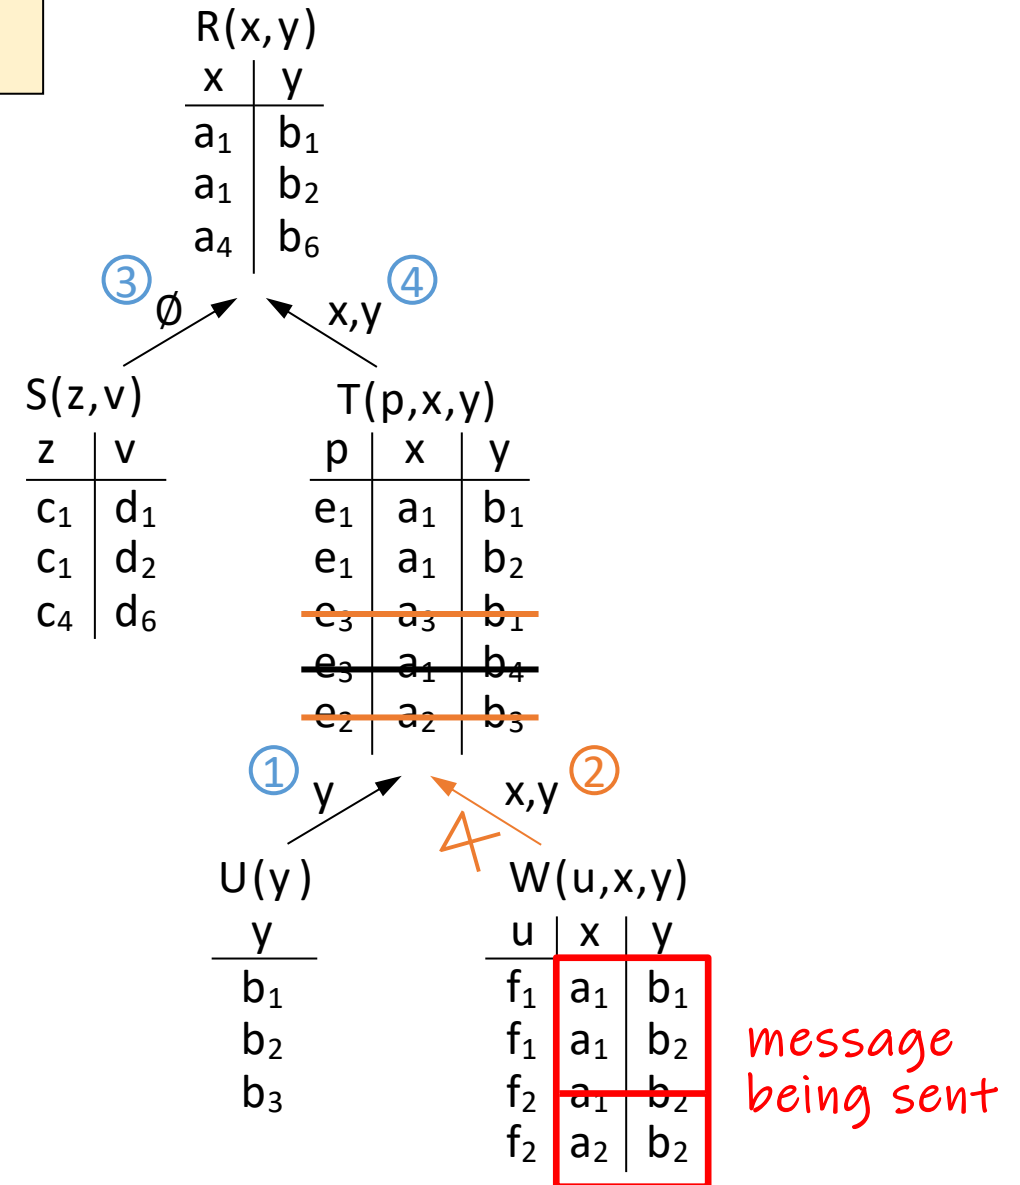 R(x,y)
x y
a₁ b₁
a₁ b₂
a₄ b₆
③ ∅ x,y ④
S(z,v)
z v
c₁ d₁
c₁ d₂
c₄ d₆
T(p,x,y)
p x y
e₁ a₁ b₁
e₁ a₁ b₂
e₃ a₃ b₁
e₃ a₁ b₄
e₂ a₂ b₃
① y x,y ②
U(y)
y
b₁
b₂
b₃
W(u,x,y)
u x y
f₁ a₁ b₁
f₁ a₁ b₂
f₂ a₁ b₂
f₂ a₂ b₂
message
being sent